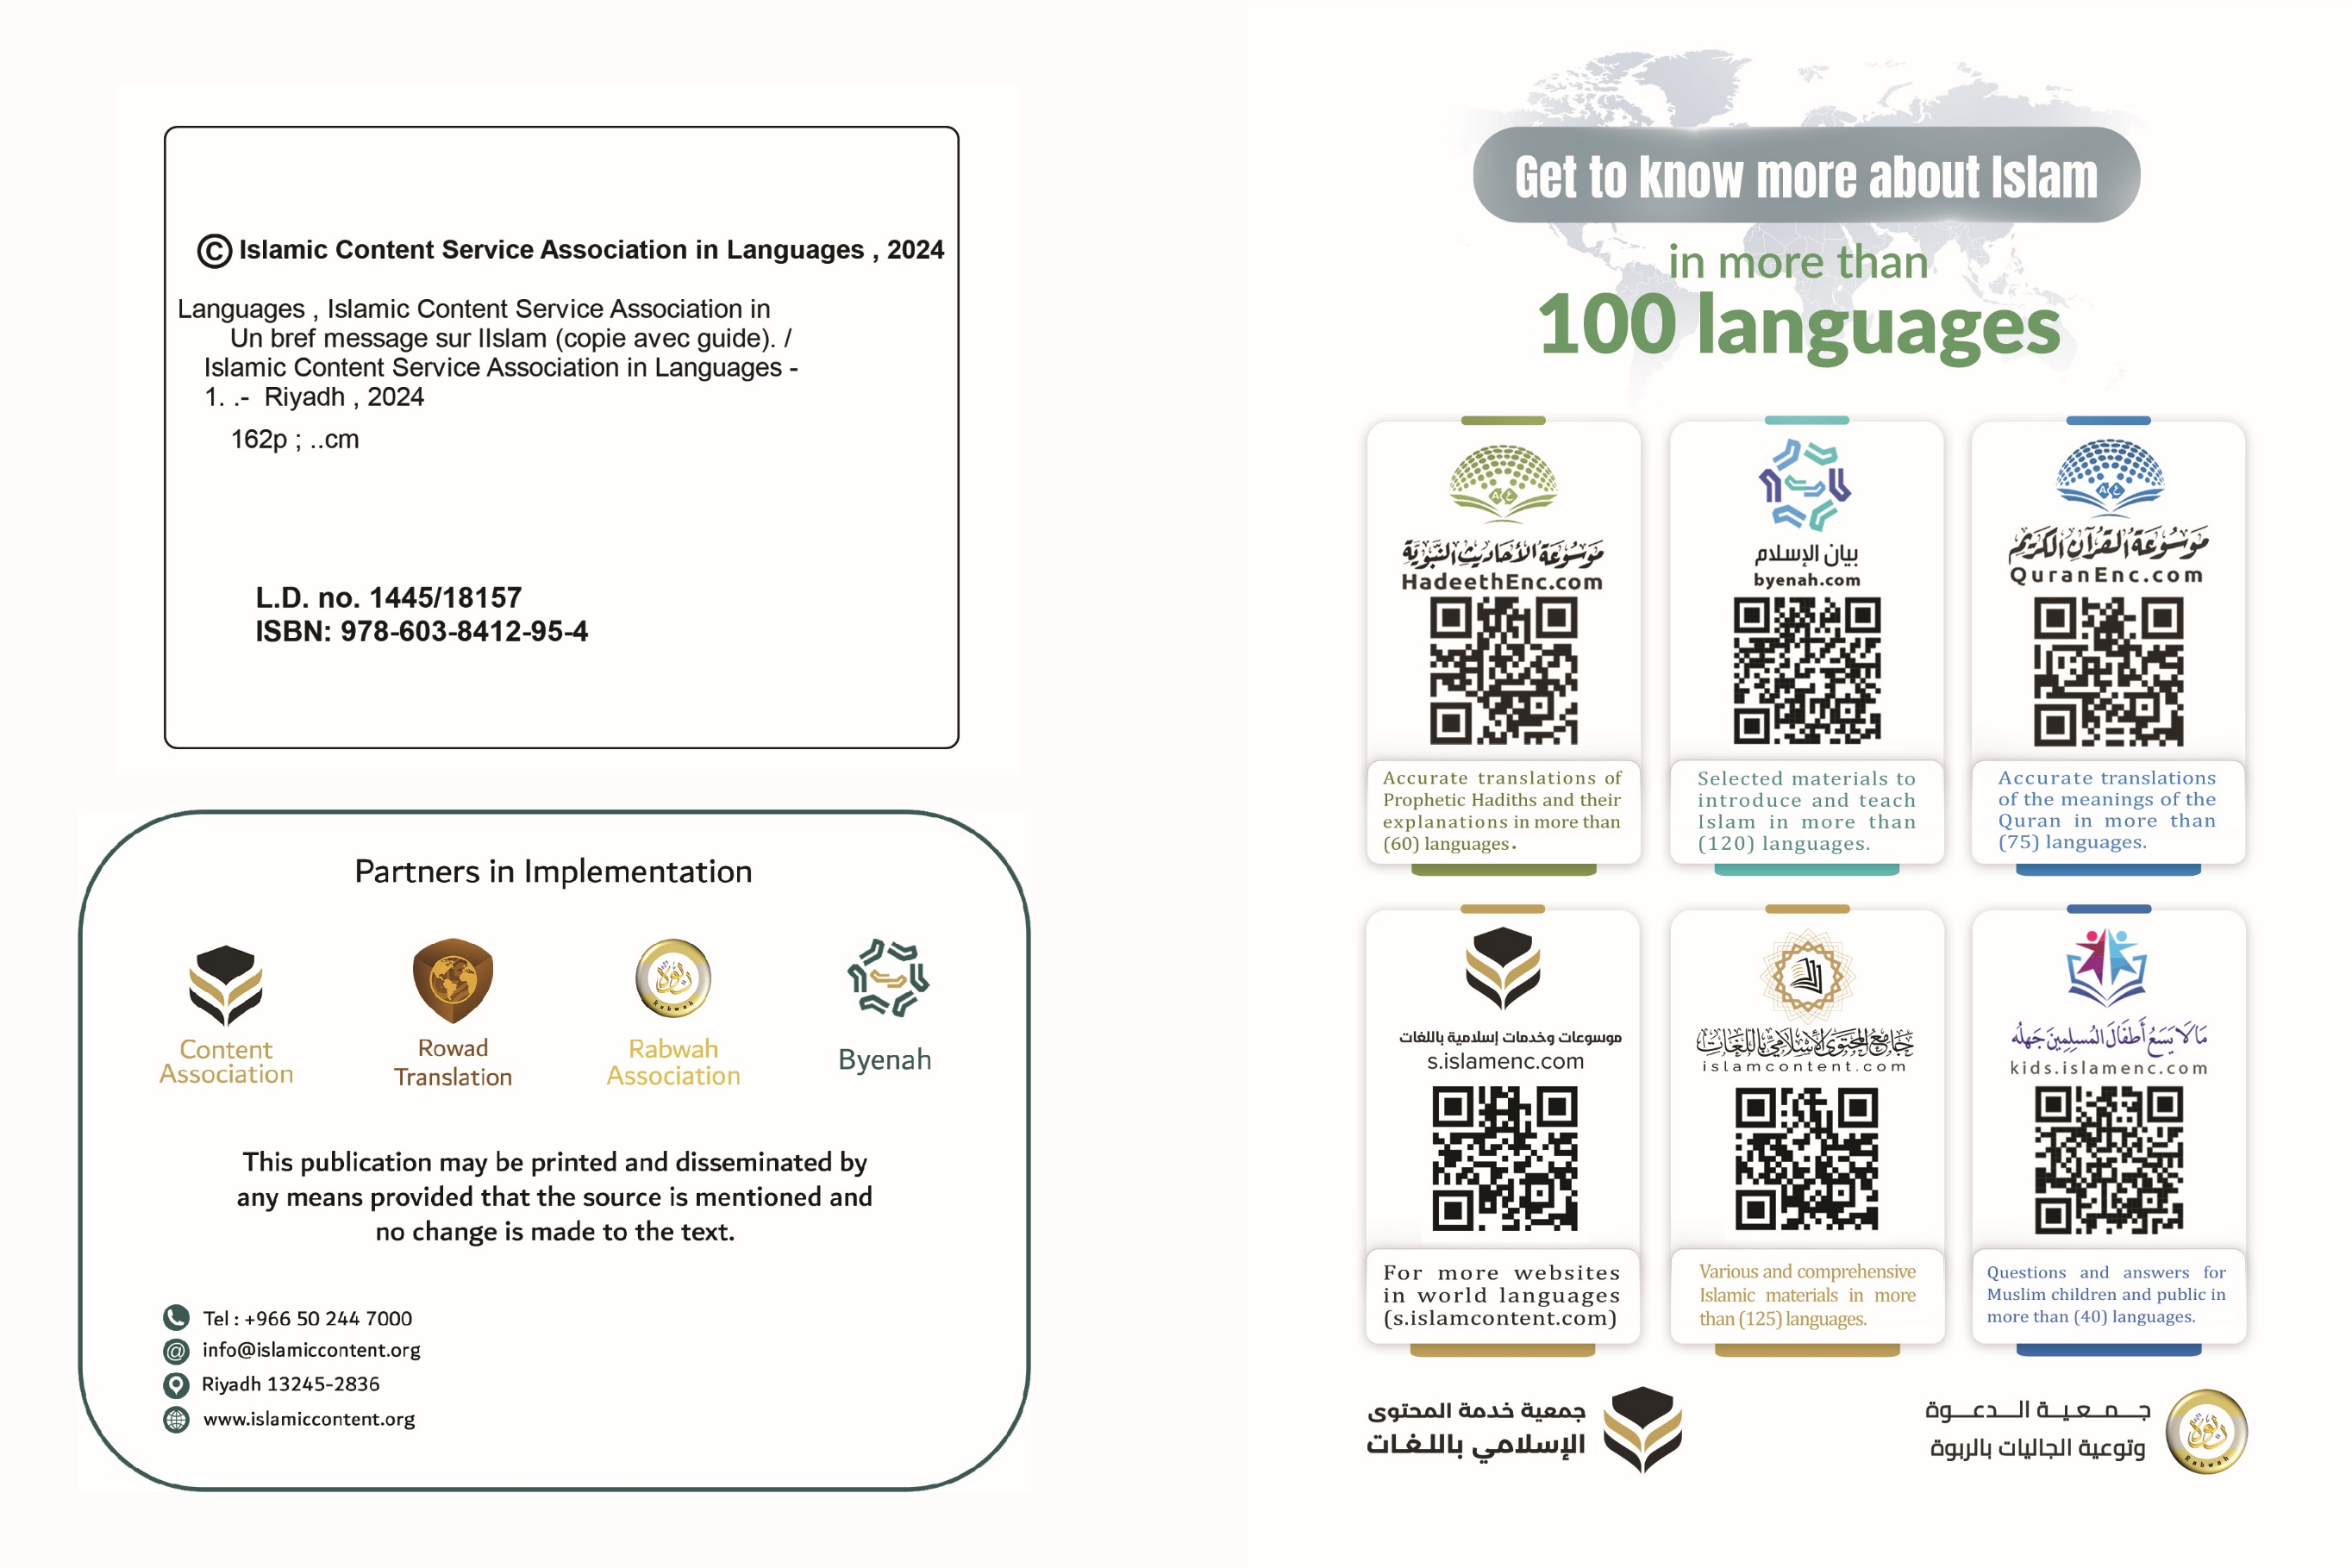 © Islamic Content Service Association in Languages , 2024
Languages , Islamic Content Service Association in
Un bref message sur lIslam (copie avec guide). /
Islamic Content Service Association in Languages -
1. .- Riyadh , 2024
162p ; ..cm
L.D. no. 1445/18157
ISBN: 978-603-8412-95-4
Partners in Implementation
Content
Association
Rowad
Translation
Rabwah
Rabwah
Association
Byenah
This publication may be printed and disseminated by
any means provided that the source is mentioned and
no change is made to the text.
Tel : +966 50 244 7000
info@islamiccontent.org
Riyadh 13245-2836
www.islamiccontent.org
Get to know more about Islam
in more than
100 languages
موسوعة الأحاديث النبوية
HadeethEnc.com
Accurate translations of
Prophetic Hadiths and their
explanations in more than
(60) languages.
بيان الإسلام
byenah.com
Selected materials to
introduce and teach
Islam in more than
(120) languages.
موسوعة القرآن الكريم
QuranEnc.com
Accurate translations
of the meanings of the
Quran in more than
(75) languages.
موسوعات وخدمات إسلامية باللغات
s.islamenc.com
For more websites
in world languages
(s.islamcontent.com)
جامع المحتوى الإسلامي باللغات
islamcontent.com
Various and comprehensive
Islamic materials in more
than (125) languages.
مَا لَا يَسَعُ أَطْفَالَ المُسلِمِينَ جَهلُهُ
kids.islamenc.com
Questions and answers for
Muslim children and public in
more than (40) languages.
جمعية خدمة المحتوى
الإسلامي باللغات
جـمـعـيـة الـدعـوة
وتوعية الجاليات بالربوة
Rabwah